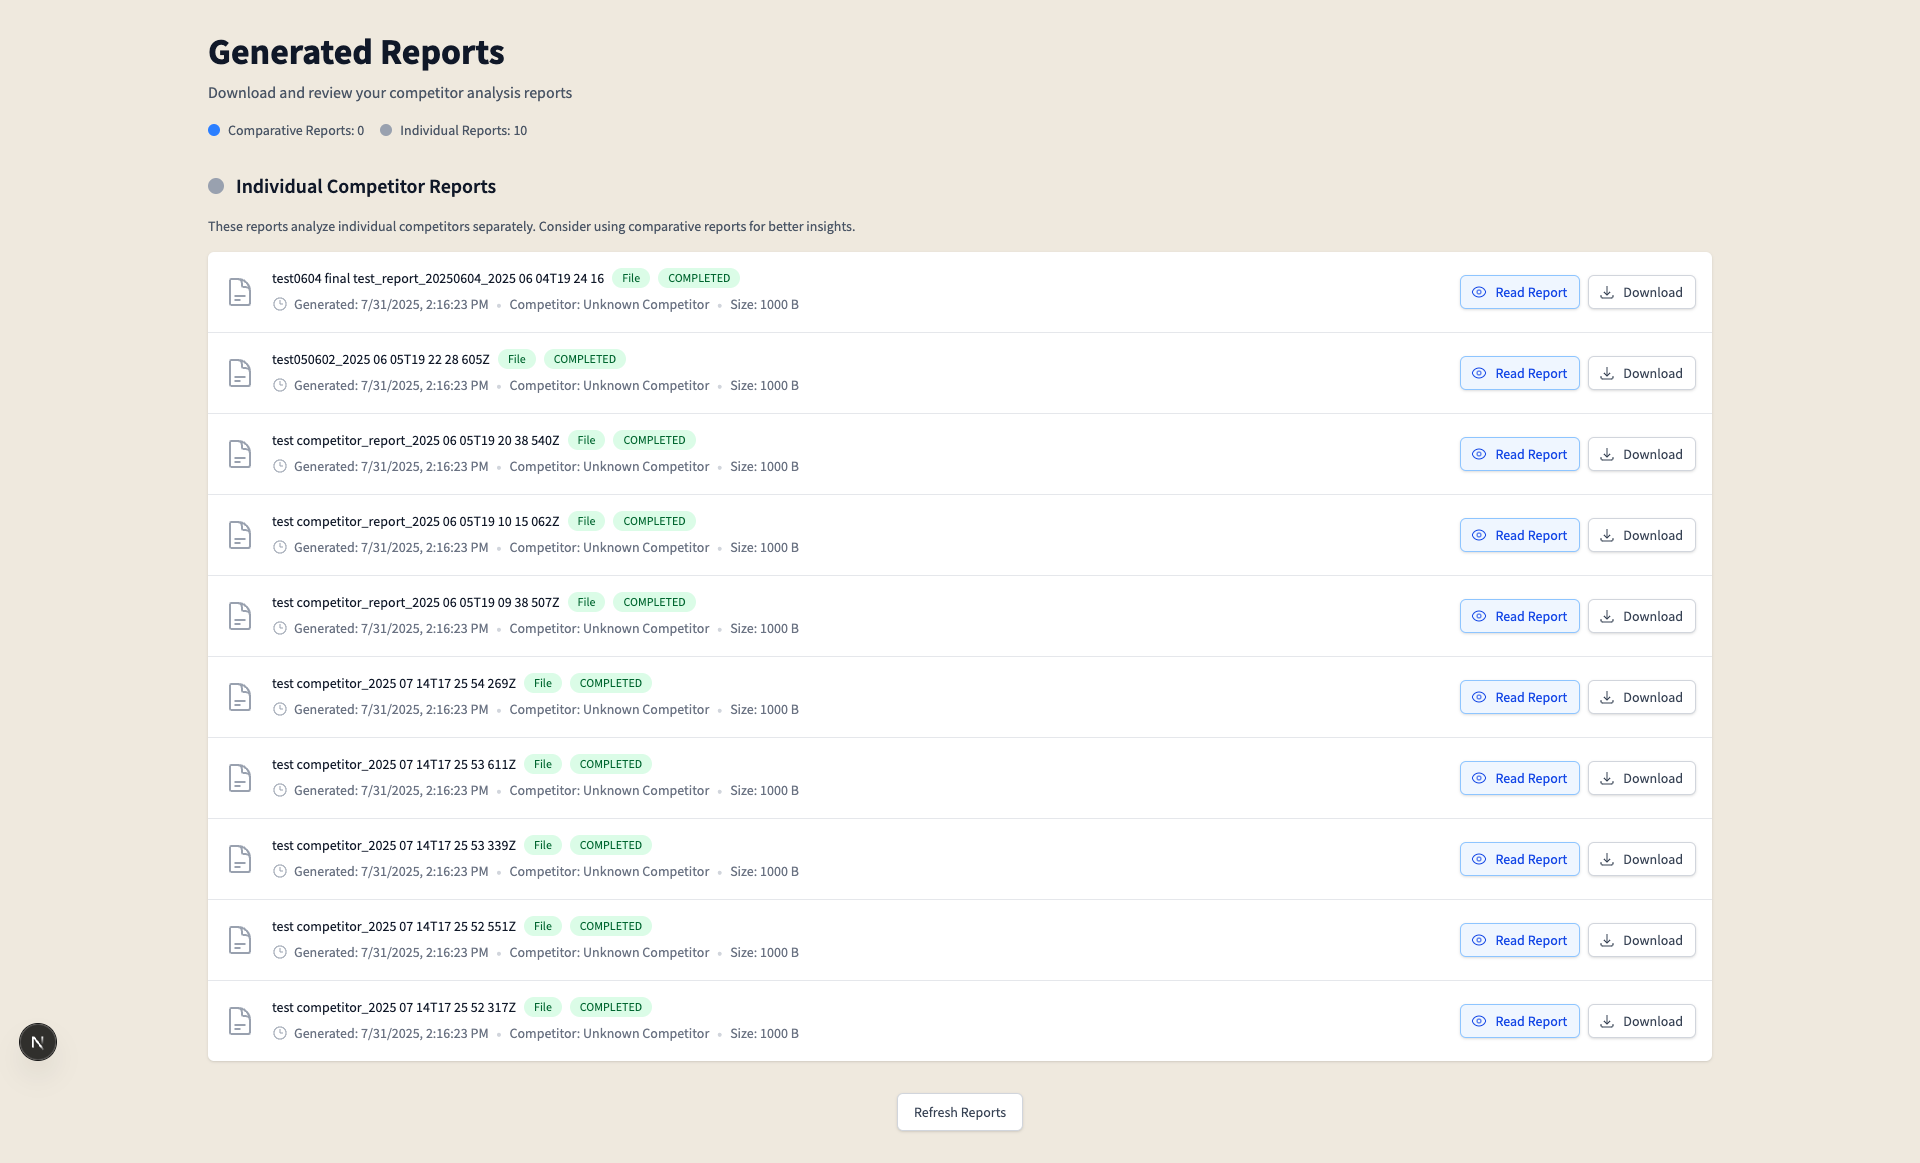 Generated Reports
Download and review your competitor analysis reports
Comparative Reports: 0 Individual Reports: 10
Individual Competitor Reports
These reports analyze individual competitors separately. Consider using comparative reports for better insights.
test0604 final test_report_20250604_2025 06 04T19 24 16 File COMPLETED
Generated: 7/31/2025, 2:16:23 PM • Competitor: Unknown Competitor • Size: 1000 B
Read Report Download
test050602_2025 06 05T19 22 28 605Z File COMPLETED
Generated: 7/31/2025, 2:16:23 PM • Competitor: Unknown Competitor • Size: 1000 B
Read Report Download
test competitor_report_2025 06 05T19 20 38 540Z File COMPLETED
Generated: 7/31/2025, 2:16:23 PM • Competitor: Unknown Competitor • Size: 1000 B
Read Report Download
test competitor_report_2025 06 05T19 10 15 062Z File COMPLETED
Generated: 7/31/2025, 2:16:23 PM • Competitor: Unknown Competitor • Size: 1000 B
Read Report Download
test competitor_report_2025 06 05T19 09 38 507Z File COMPLETED
Generated: 7/31/2025, 2:16:23 PM • Competitor: Unknown Competitor • Size: 1000 B
Read Report Download
test competitor_2025 07 14T17 25 54 269Z File COMPLETED
Generated: 7/31/2025, 2:16:23 PM • Competitor: Unknown Competitor • Size: 1000 B
Read Report Download
test competitor_2025 07 14T17 25 53 611Z File COMPLETED
Generated: 7/31/2025, 2:16:23 PM • Competitor: Unknown Competitor • Size: 1000 B
Read Report Download
test competitor_2025 07 14T17 25 53 339Z File COMPLETED
Generated: 7/31/2025, 2:16:23 PM • Competitor: Unknown Competitor • Size: 1000 B
Read Report Download
test competitor_2025 07 14T17 25 52 551Z File COMPLETED
Generated: 7/31/2025, 2:16:23 PM • Competitor: Unknown Competitor • Size: 1000 B
Read Report Download
test competitor_2025 07 14T17 25 52 317Z File COMPLETED
Generated: 7/31/2025, 2:16:23 PM • Competitor: Unknown Competitor • Size: 1000 B
Read Report Download
N
Refresh Reports